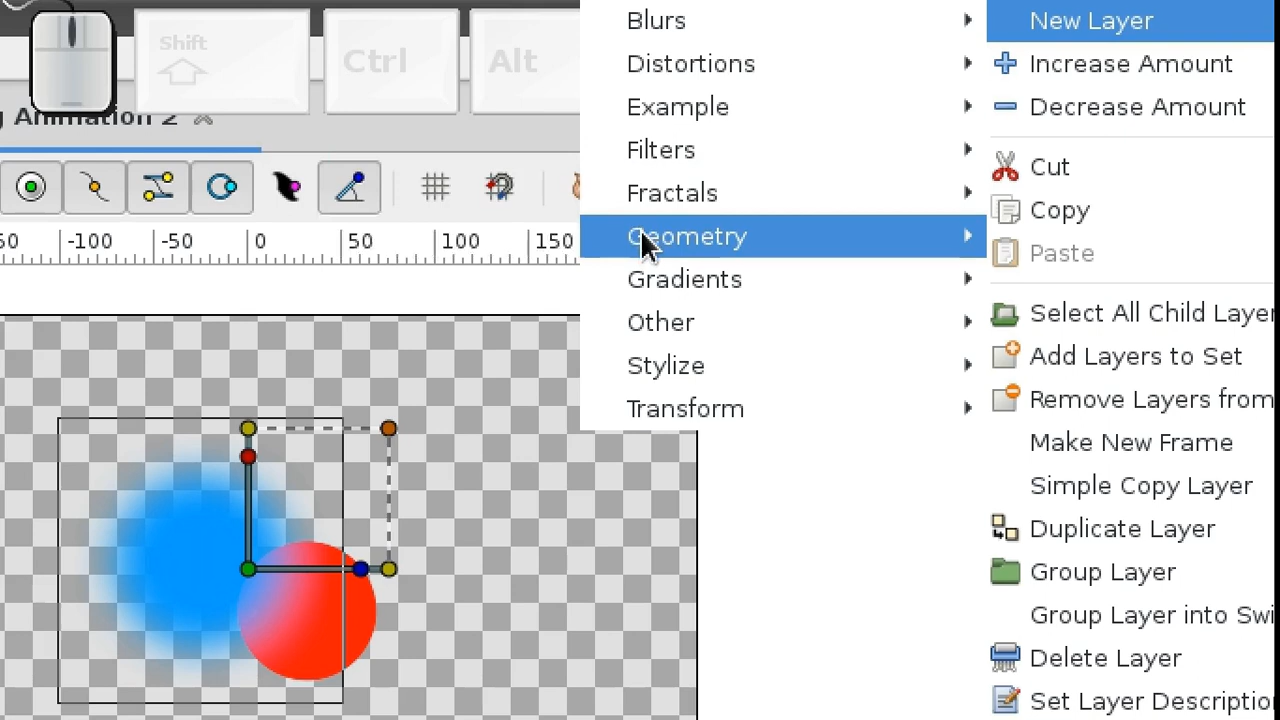 Shift
Ctrl
Alt
Animation 2
-100
-50
0
50
100
150
Blurs
Distortions
Example
Filters
Fractals
Geometry
Gradients
Other
Stylize
Transform
New Layer
Increase Amount
Decrease Amount
Cut
Copy
Paste
Select All Child Layer
Add Layers to Set
Remove Layers from
Make New Frame
Simple Copy Layer
Duplicate Layer
Group Layer
Group Layer into Swi
Delete Layer
Set Layer Descriptio